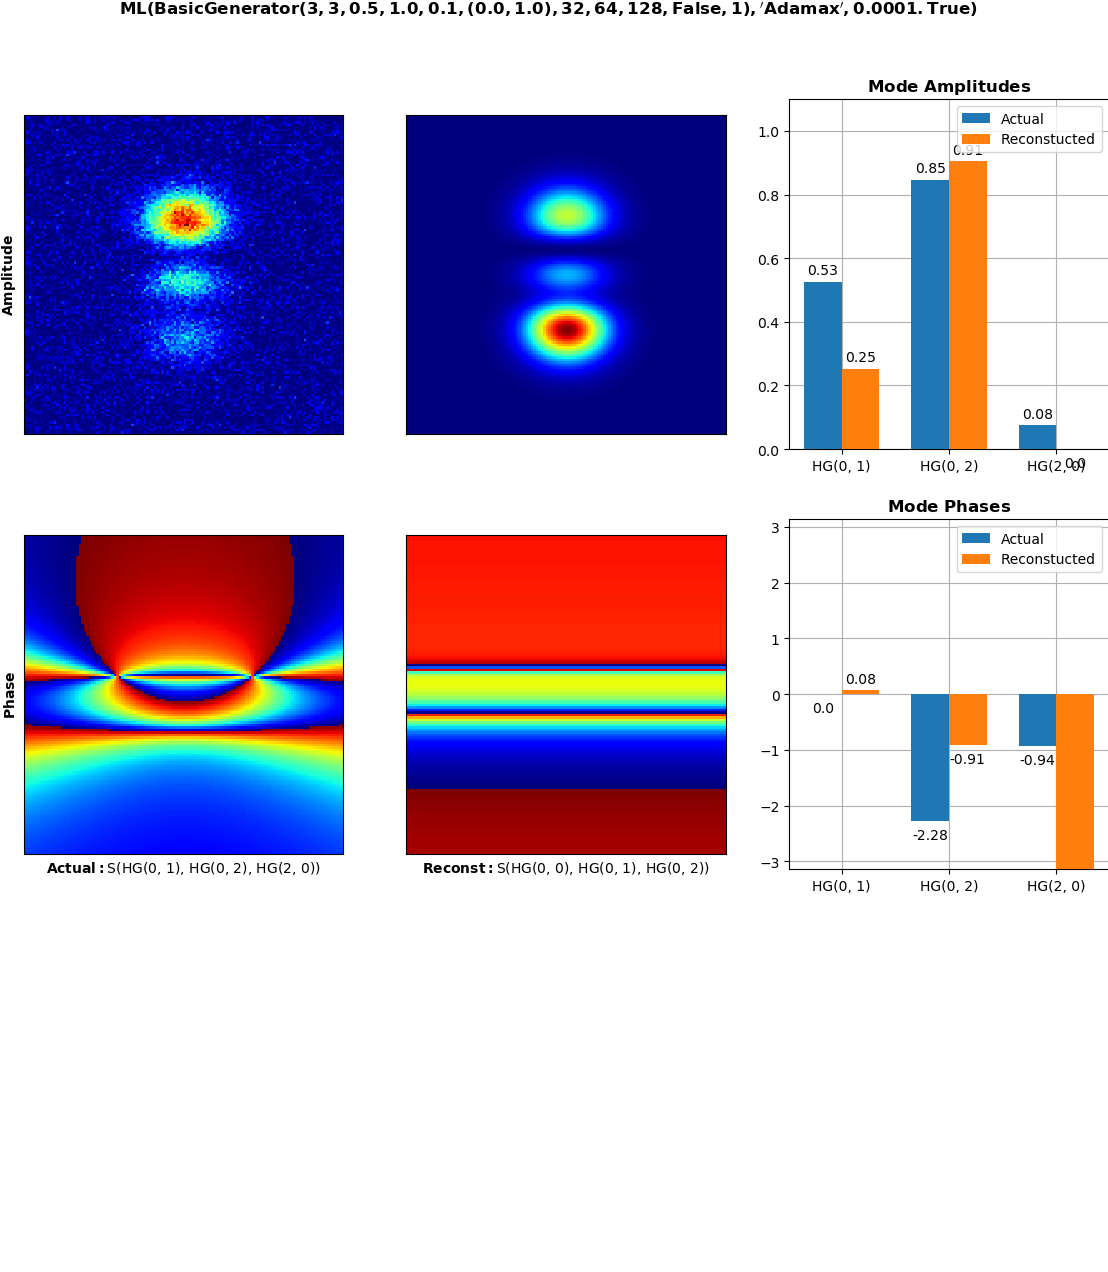 ML(BasicGenerator(3, 3, 0.5, 1.0, 0.1, (0.0, 1.0), 32, 64, 128, False, 1), ′Adamax′, 0.0001. True)
Amplitude
Mode Amplitudes
Actual
Reconstucted
1.0
0.8
0.6
0.4
0.2
0.0
0.53
0.25
0.85
0.91
0.08
0.0
HG(0, 1)
HG(0, 2)
HG(2, 0)
Phase
Actual: S(HG(0, 1), HG(0, 2), HG(2, 0))
Reconst: S(HG(0, 0), HG(0, 1), HG(0, 2))
Mode Phases
Actual
Reconstucted
3
2
1
0
−1
−2
−3
0.0
0.08
-2.28
-0.91
-0.94
HG(0, 1)
HG(0, 2)
HG(2, 0)